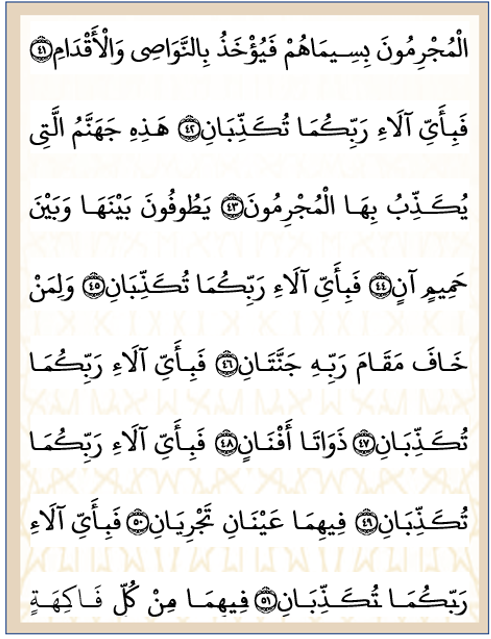 الْمُجْرِمُونَ بِسِيمَاهُمْ فَيُؤْخَذُ بِالنَّوَاصِي وَالْأَقْدَامِ ٤١
فَبِأَيِّ آلَاءِ رَبِّكُمَا تُكَذِّبَانِ ٤٢ هَذِهِ جَهَنَّمُ الَّتِي
يُكَذِّبُ بِهَا الْمُجْرِمُونَ ٤٣ يَطُوفُونَ بَيْنَهَا وَبَيْنَ
حَمِيمٍ آنٍ ٤٤ فَبِأَيِّ آلَاءِ رَبِّكُمَا تُكَذِّبَانِ ٤٥ وَلِمَنْ
خَافَ مَقَامَ رَبِّهِ جَنَّتَانِ ٤٦ فَبِأَيِّ آلَاءِ رَبِّكُمَا
تُكَذِّبَانِ ٤٧ ذَوَاتَا أَفْنَانٍ ٤٨ فَبِأَيِّ آلَاءِ رَبِّكُمَا
تُكَذِّبَانِ ٤٩ فِيهِمَا عَيْنَانِ تَجْرِيَانِ ٥٠ فَبِأَيِّ آلَاءِ
رَبِّكُمَا تُكَذِّبَانِ ٥١ فِيهِمَا مِنْ كُلِّ فَاكِهَةٍ